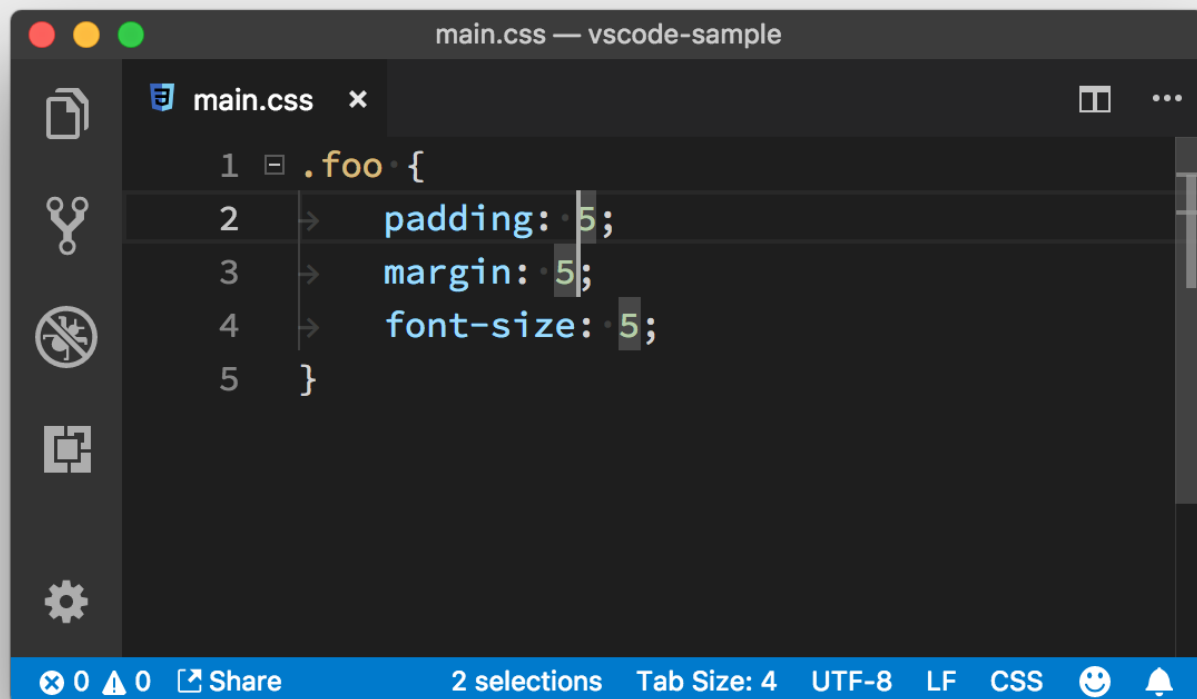 main.css — vscode-sample
main.css
1 .foo {
2 padding: 5;
3 margin: 5;
4 font-size: 5;
5 }
0 0 Share 2 selections Tab Size: 4 UTF-8 LF CSS